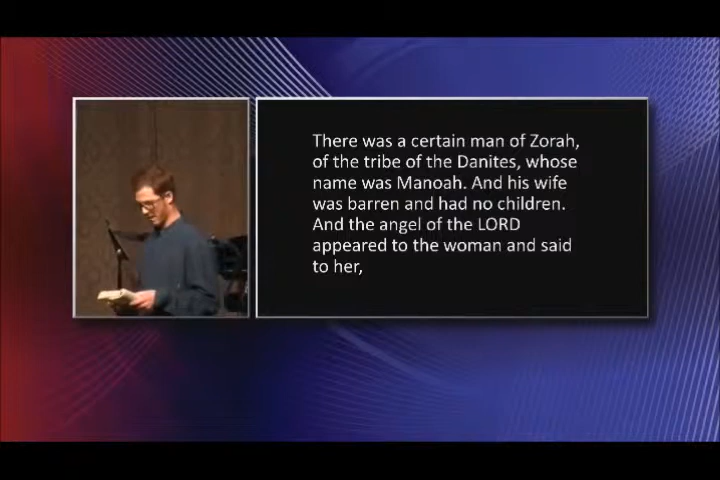 There was a certain man of Zorah,
of the tribe of the Danites, whose
name was Manoah. And his wife
was barren and had no children.
And the angel of the LORD
appeared to the woman and said
to her,